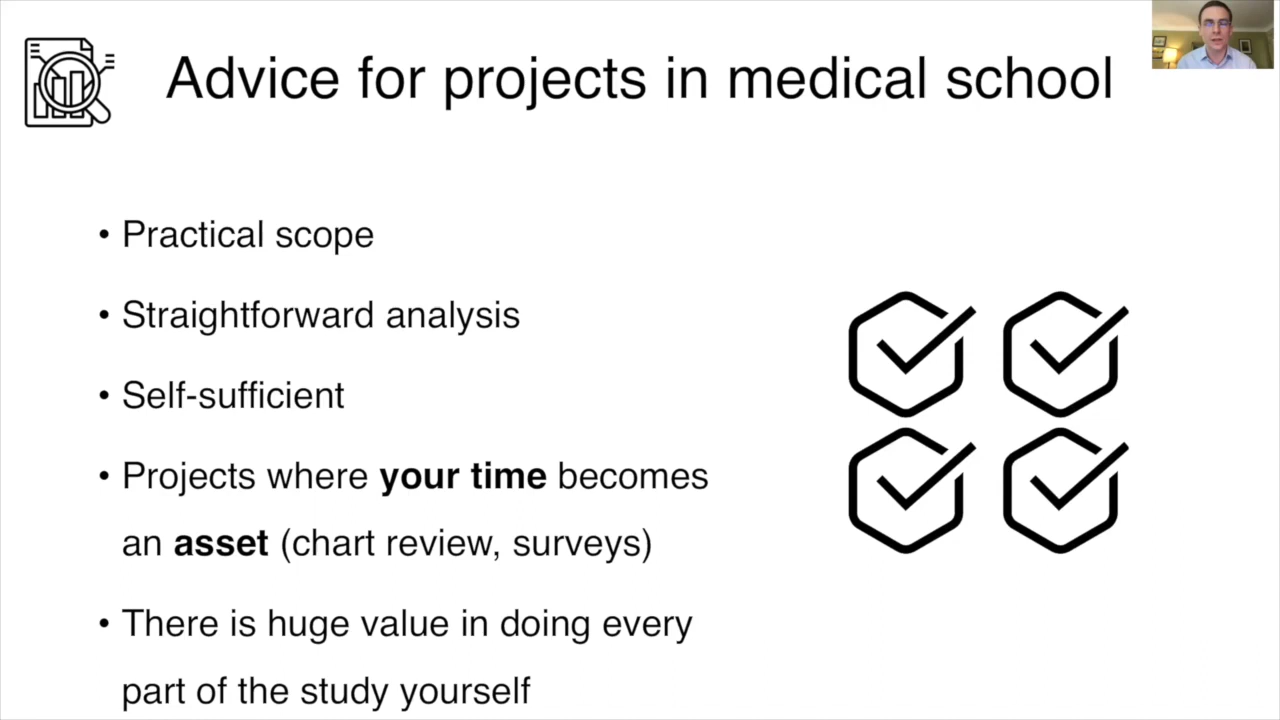 Advice for projects in medical school
• Practical scope
• Straightforward analysis
• Self-sufficient
• Projects where your time becomes
an asset (chart review, surveys)
• There is huge value in doing every
part of the study yourself